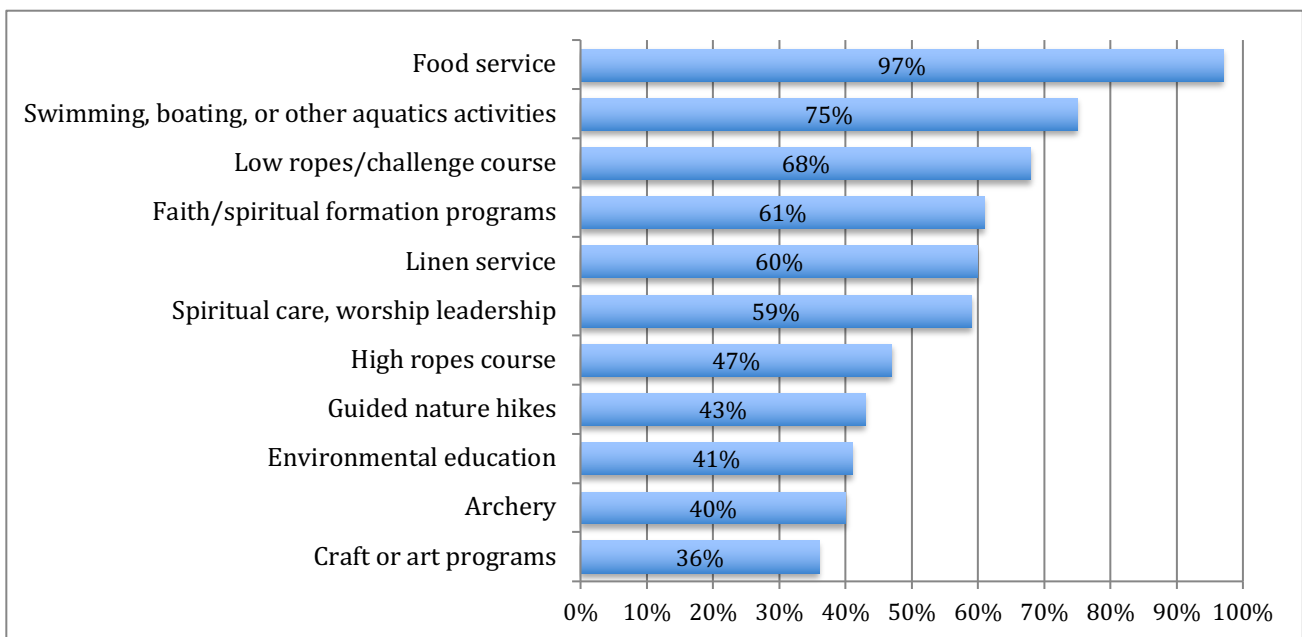 Food service
97%
Swimming, boating, or other aquatics activities
75%
Low ropes/challenge course
68%
Faith/spiritual formation programs
61%
Linen service
60%
Spiritual care, worship leadership
59%
High ropes course
47%
Guided nature hikes
43%
Environmental education
41%
Archery
40%
Craft or art programs
36%
0% 10% 20% 30% 40% 50% 60% 70% 80% 90% 100%